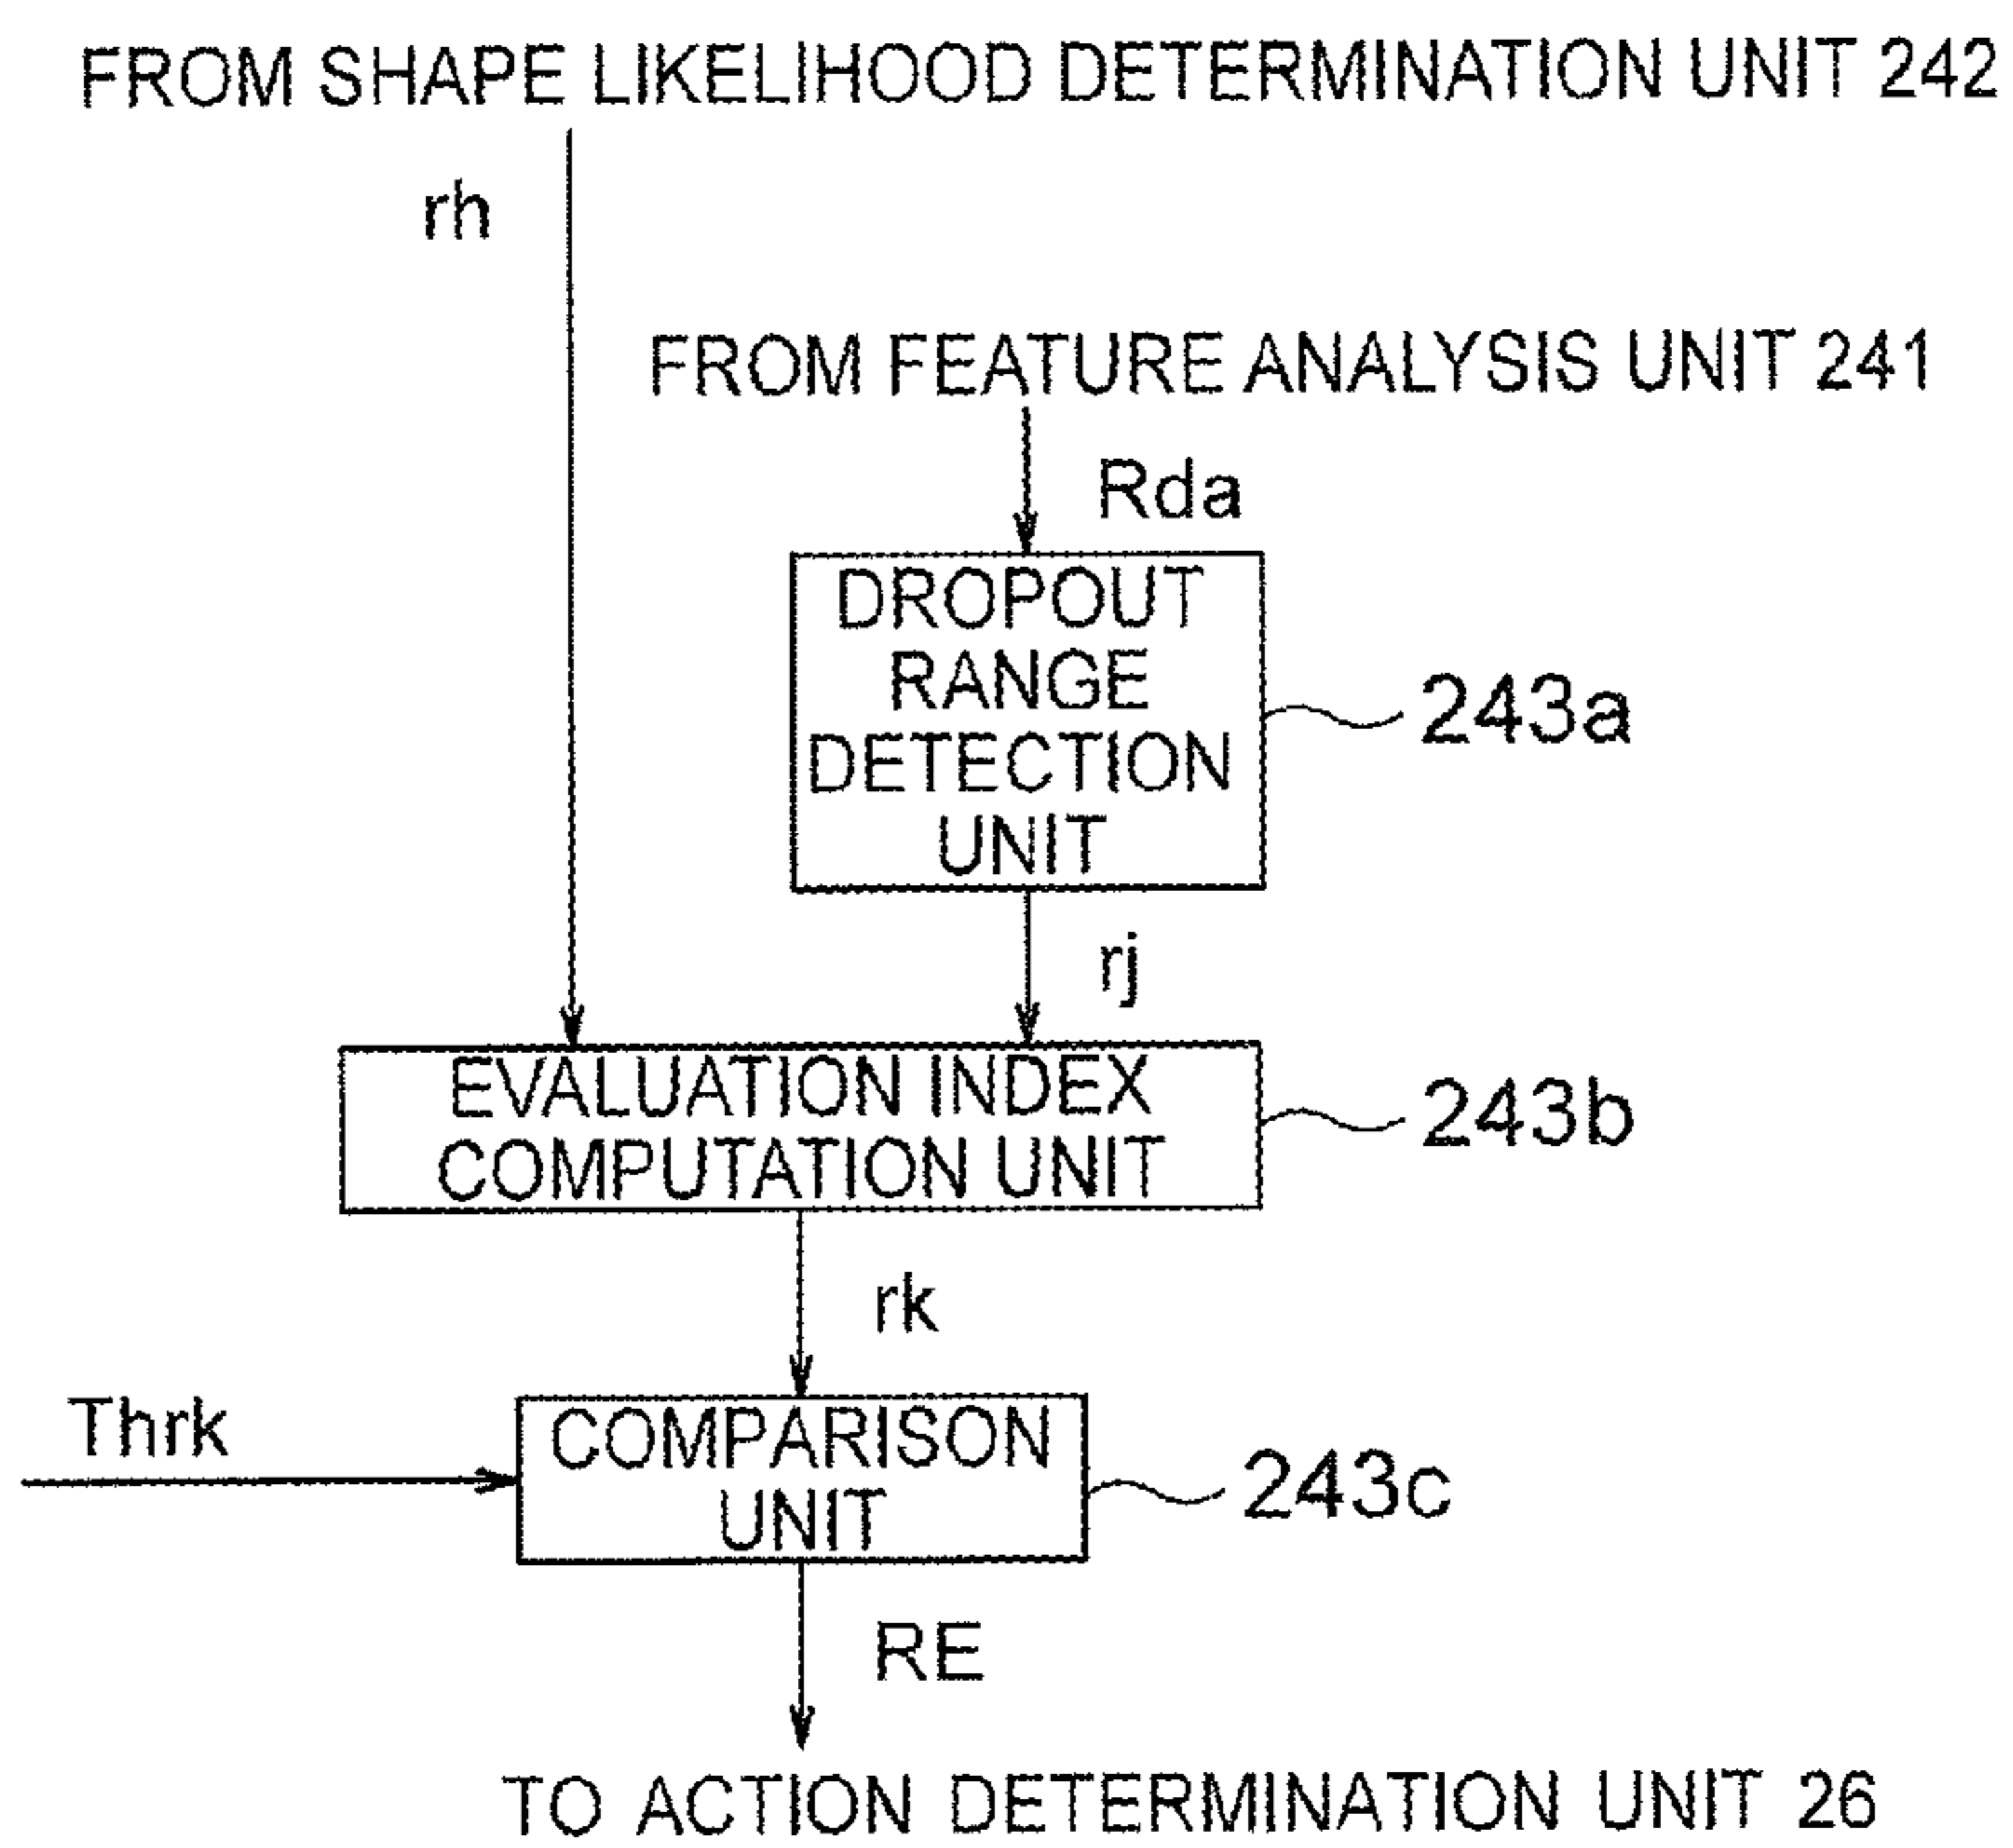 FROM SHAPE LIKELIHOOD DETERMINATION UNIT 242
rh
FROM FEATURE ANALYSIS UNIT 241
Rda
DROPOUT
RANGE
DETECTION
UNIT
243a
rj
EVALUATION INDEX
COMPUTATION UNIT
243b
rk
Thrk
COMPARISON
UNIT
243c
RE
TO ACTION DETERMINATION UNIT 26